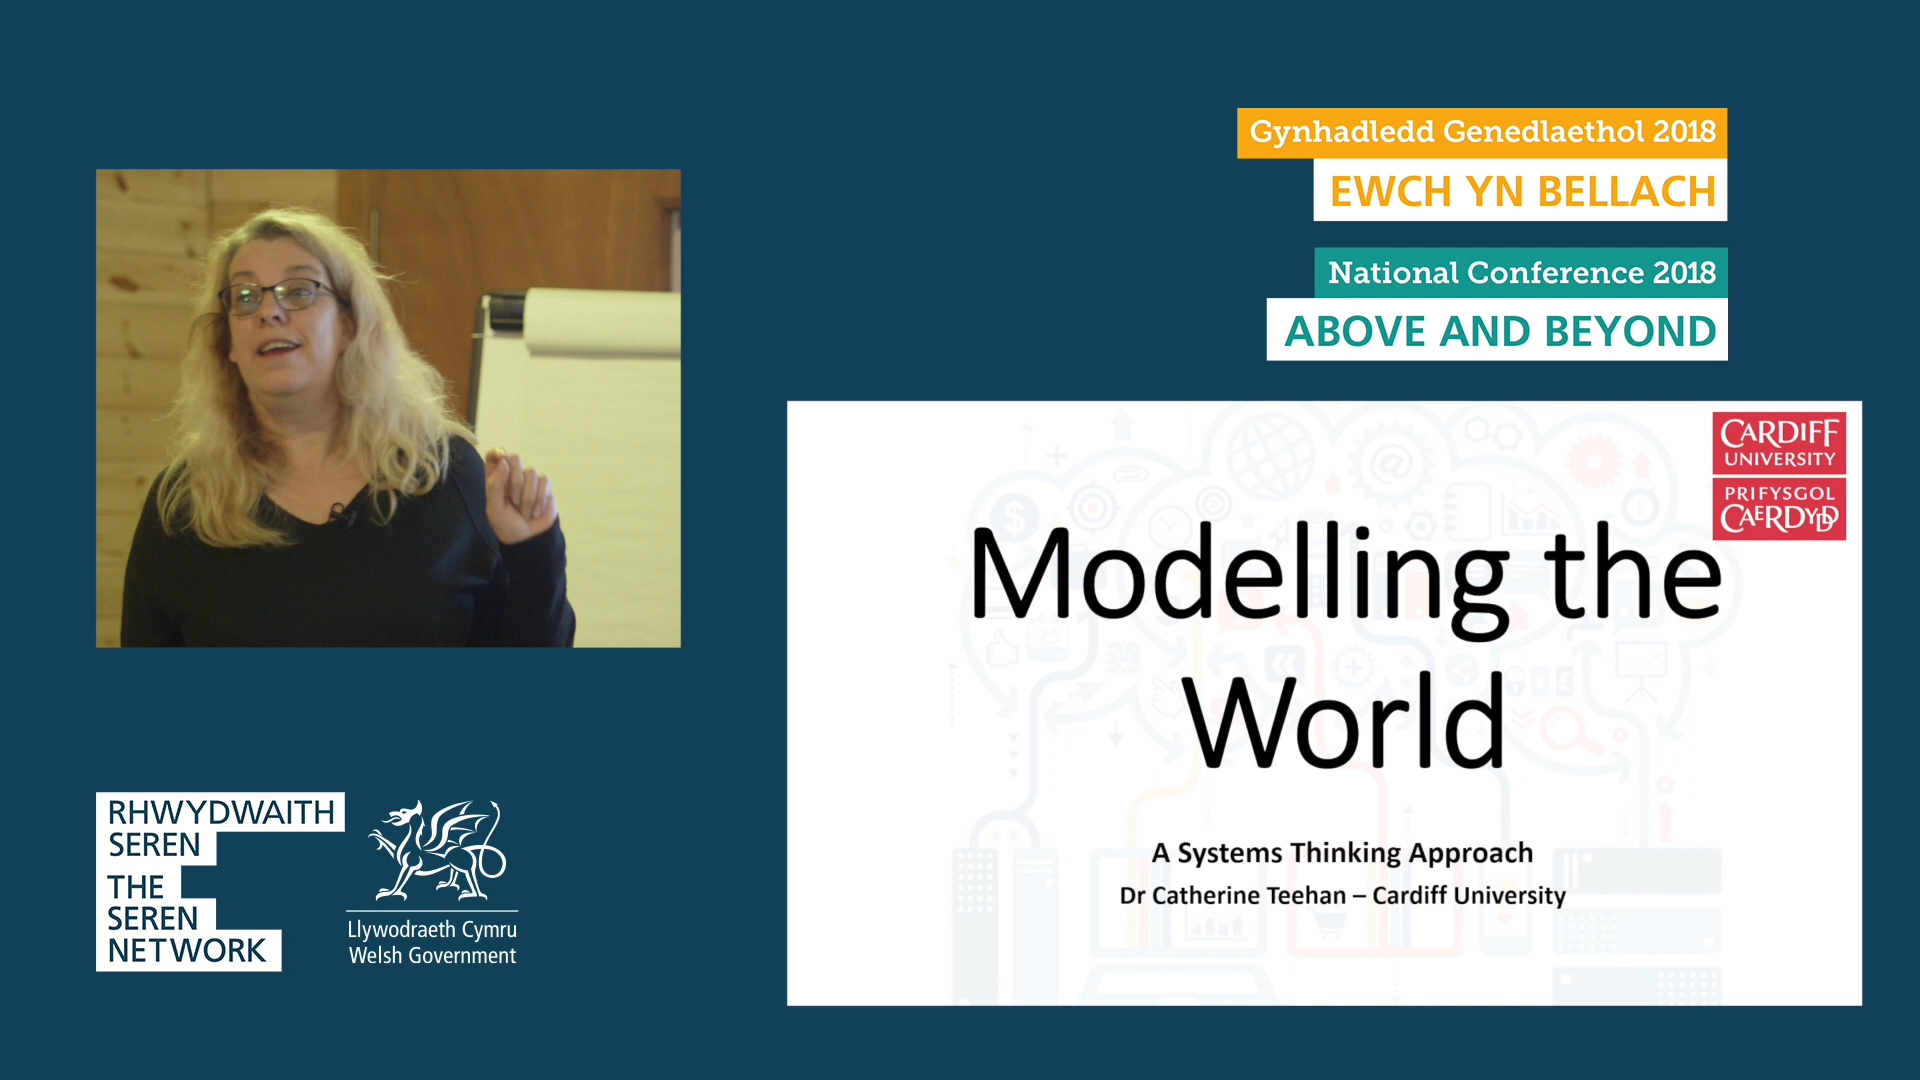 Gynhadledd Genedlaethol 2018
EWCH YN BELLACH
National Conference 2018
ABOVE AND BEYOND
CARDIFF
UNIVERSITY
PRIFYSGOL
CAERDYDD
Modelling the
World
A Systems Thinking Approach
Dr Catherine Teehan – Cardiff University
RHWYDWAITH
SEREN
THE
SEREN
NETWORK
Llywodraeth Cymru
Welsh Government